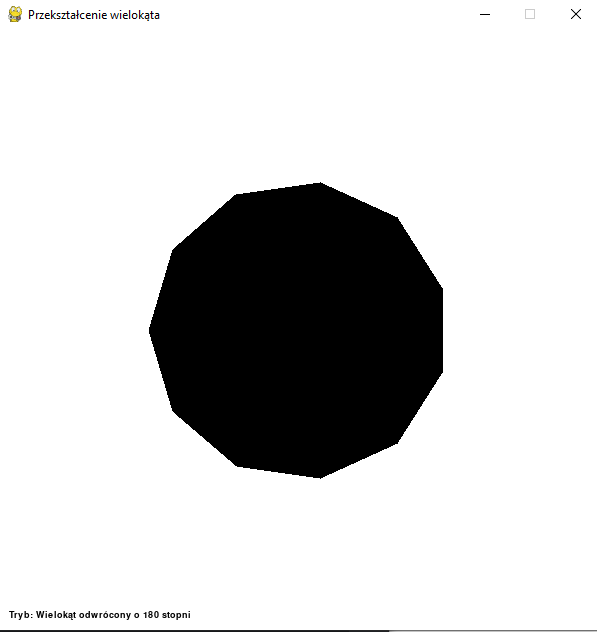 Przekształcenie wielokąta
Tryb: Wielokąt odwrócony o 180 stopni